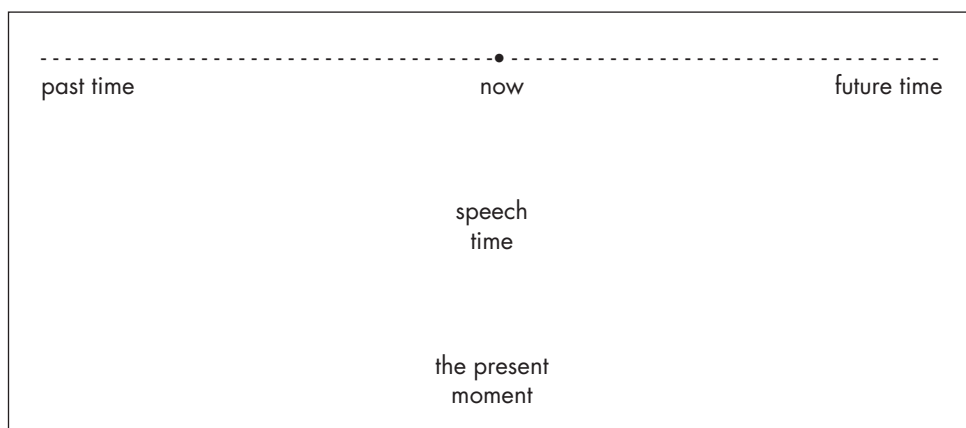 past time now future time
speech
time
the present
moment